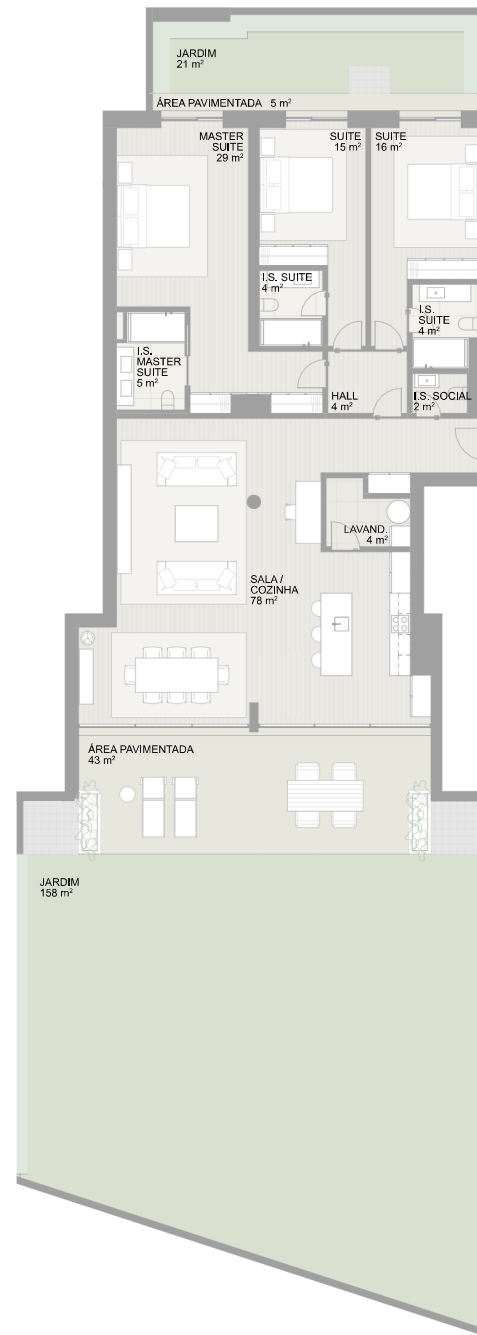 JARDIM
21 m²
ÁREA PAVIMENTADA 5 m²
MASTER
SUITE
29 m²
SUITE
15 m²
SUITE
16 m²
I.S. SUITE
4 m²
I.S.
SUITE
4 m²
I.S.
MASTER
SUITE
5 m²
HALL
4 m²
I.S. SOCIAL
2 m²
LAVAND.
4 m²
SALA /
COZINHA
78 m²
ÁREA PAVIMENTADA
43 m²
JARDIM
158 m²